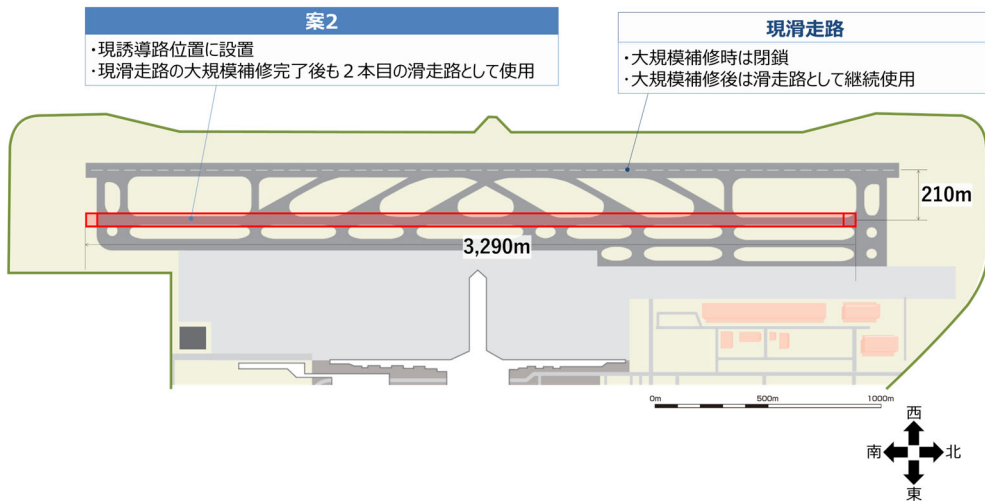 案2
・現誘導路位置に設置
・現滑走路の大規模補修完了後も２本目の滑走路として使用
現滑走路
・大規模補修時は閉鎖
・大規模補修後は滑走路として継続使用
210m
3,290m
0m 500m 1000m
西
南 北
東